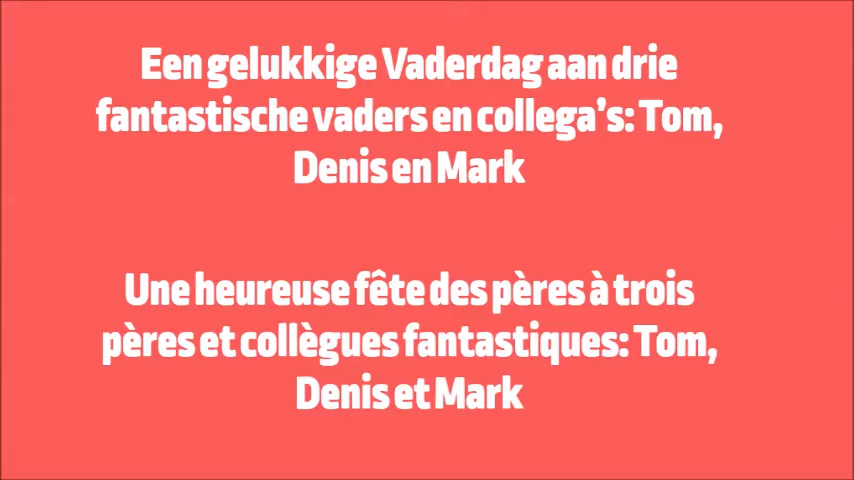 Een gelukkige Vaderdag aan drie
fantastische vaders en collega’s: Tom,
Denis en Mark
Une heureuse fête des pères à trois
pères et collègues fantastiques: Tom,
Denis et Mark